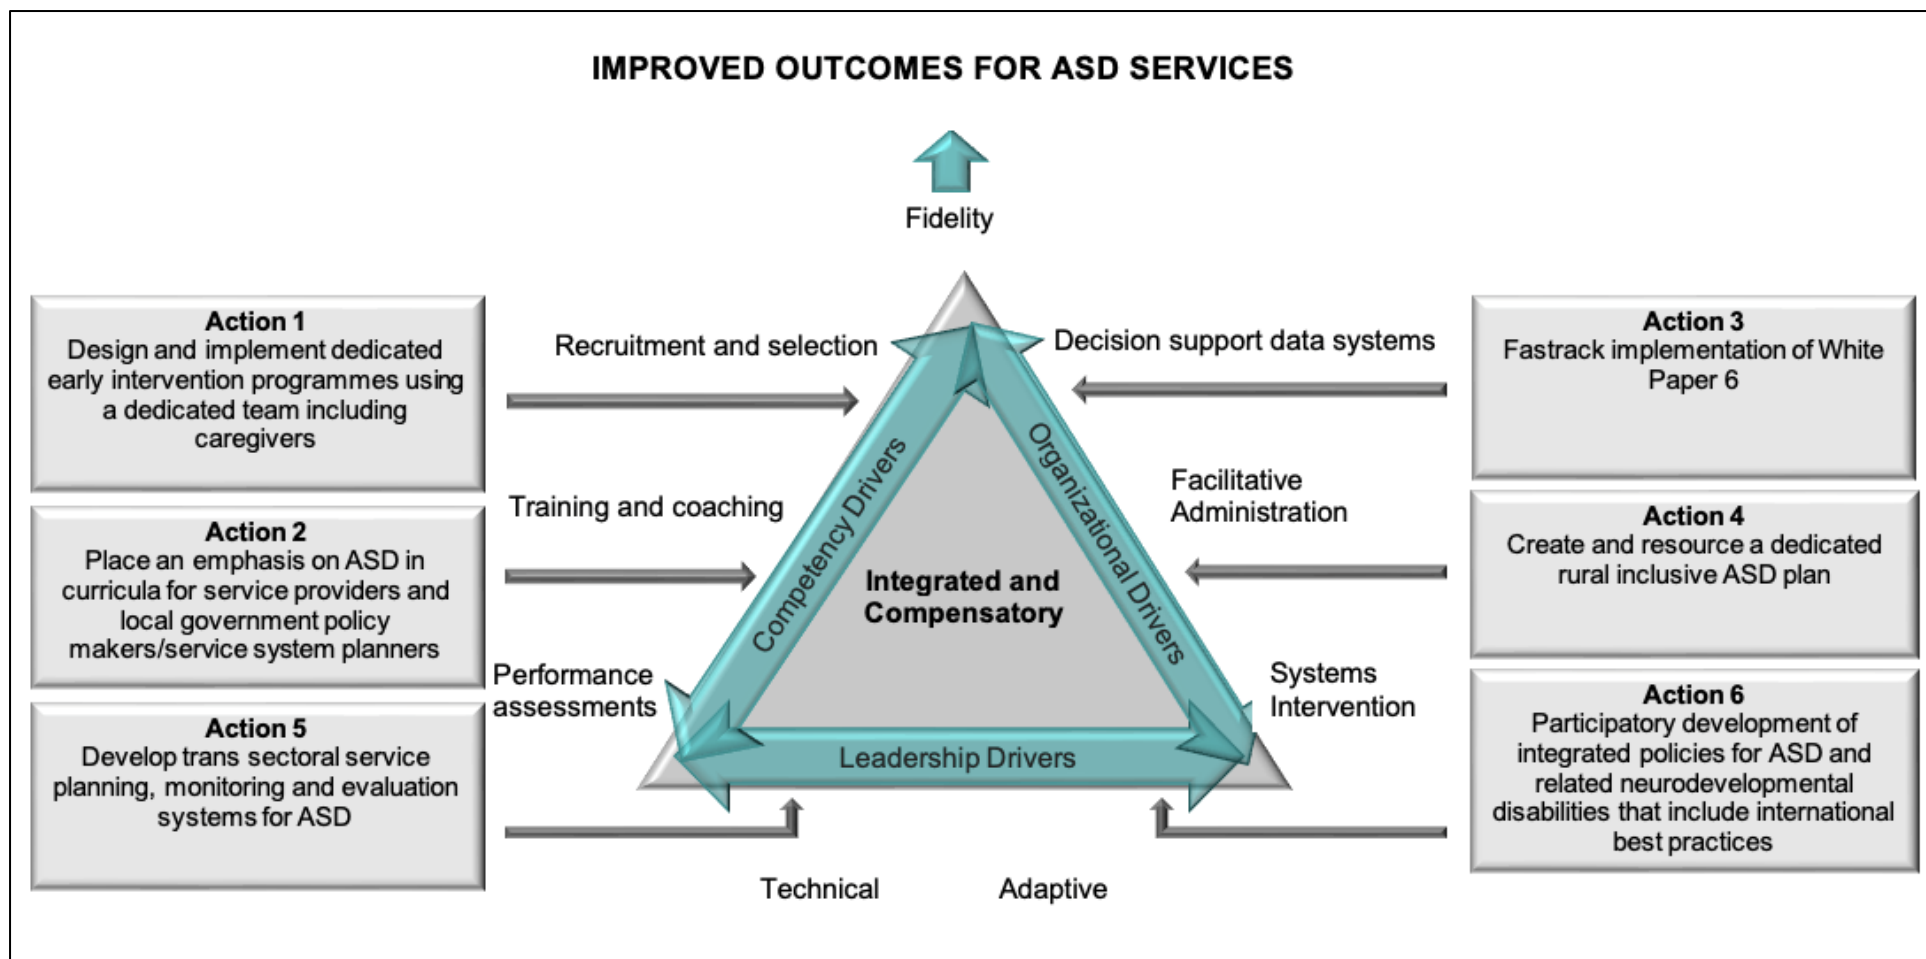 IMPROVED OUTCOMES FOR ASD SERVICES
Fidelity
Action 1
Design and implement dedicated
early intervention programmes using
a dedicated team including
caregivers
Action 2
Place an emphasis on ASD in
curricula for service providers and
local government policy
makers/service system planners
Action 5
Develop trans sectoral service
planning, monitoring and evaluation
systems for ASD
Recruitment and selection
Training and coaching
Performance
assessments
Competency Drivers
Integrated and
Compensatory
Organizational Drivers
Leadership Drivers
Technical
Adaptive
Decision support data systems
Facilitative
Administration
Systems
Intervention
Action 3
Fastrack implementation of White
Paper 6
Action 4
Create and resource a dedicated
rural inclusive ASD plan
Action 6
Participatory development of
integrated policies for ASD and
related neurodevelopmental
disabilities that include international
best practices